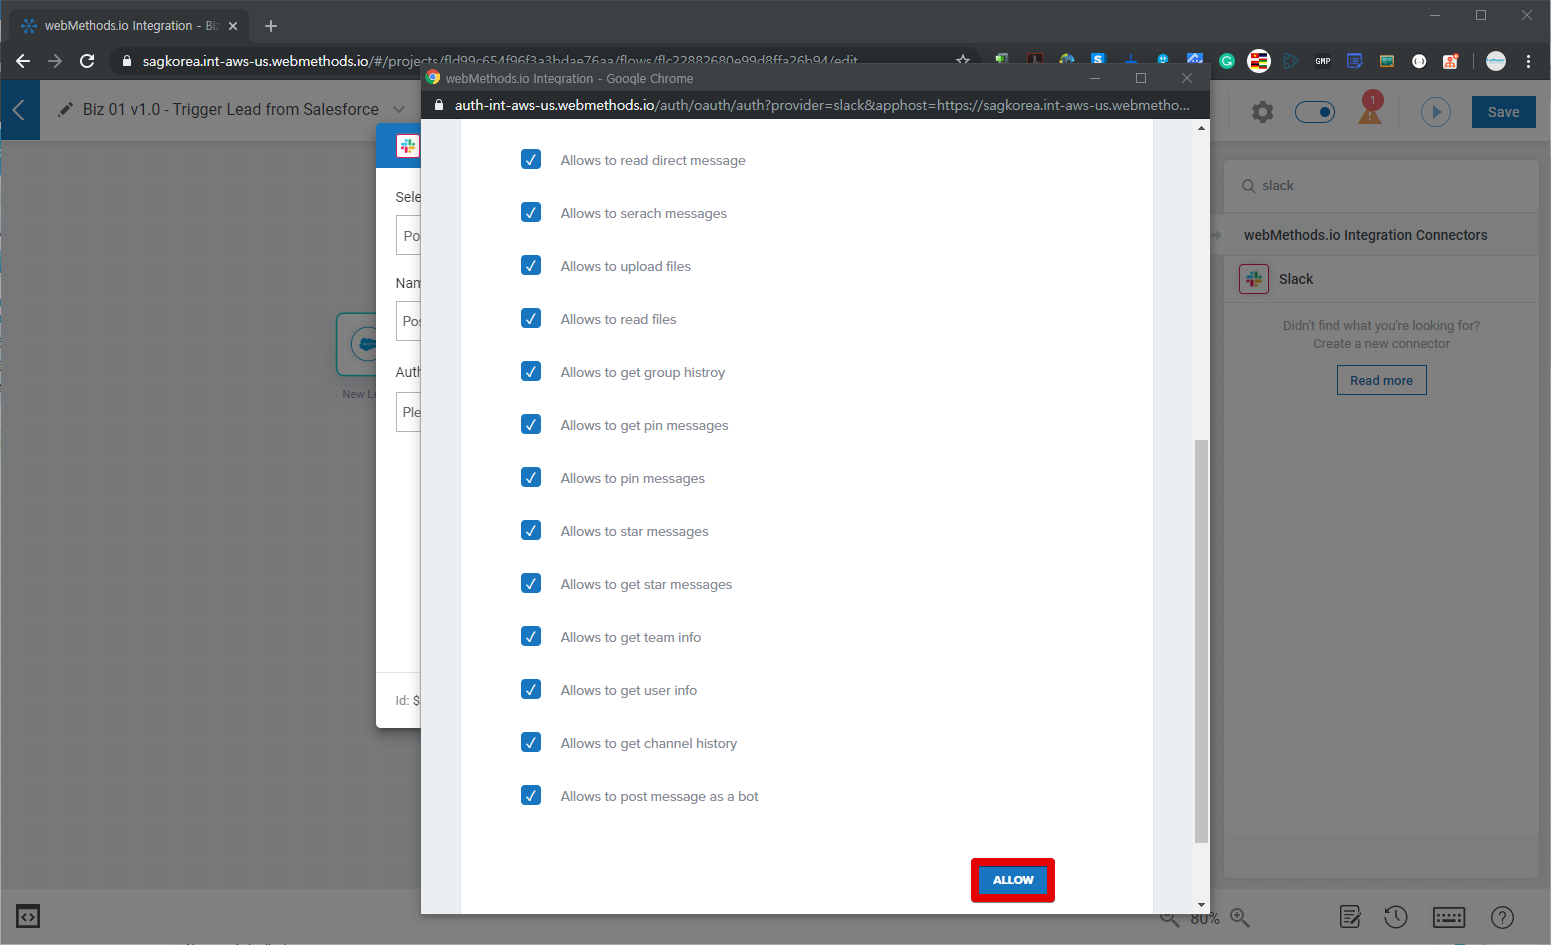 webMethods.io Integration - Biz
sagkorea.int-aws-us.webmethods.io/#/projects/fld99c654f96f3a3bdae76aa/flows/flc22882680e99d8ffa26b94/edit
GMP
webMethods.io Integration - Google Chrome
auth-int-aws-us.webmethods.io/auth/oauth/auth?provider=slack&apphost=https://sagkorea.int-aws-us.webmetho...
Biz 01 v1.0 - Trigger Lead from Salesforce
1
Save
Sele
Po
Nam
Pos
Auth
Ple
New Le
Id: $
Allows to read direct message
Allows to serach messages
Allows to upload files
Allows to read files
Allows to get group histroy
Allows to get pin messages
Allows to pin messages
Allows to star messages
Allows to get star messages
Allows to get team info
Allows to get user info
Allows to get channel history
Allows to post message as a bot
ALLOW
slack
webMethods.io Integration Connectors
Slack
Didn't find what you're looking for?
Create a new connector
Read more
80%